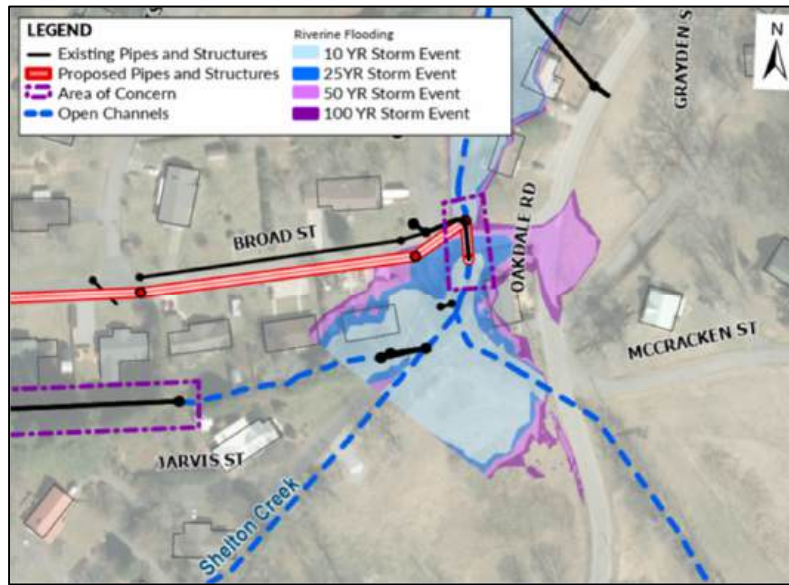 LEGEND
Existing Pipes and Structures
Proposed Pipes and Structures
Area of Concern
Open Channels
Riverine Flooding
10 YR Storm Event
25YR Storm Event
50 YR Storm Event
100 YR Storm Event
N
GRAYDEN S
BROAD ST
OAKDALE RD
MCCRACKEN ST
JARVIS ST
Shelton Creek